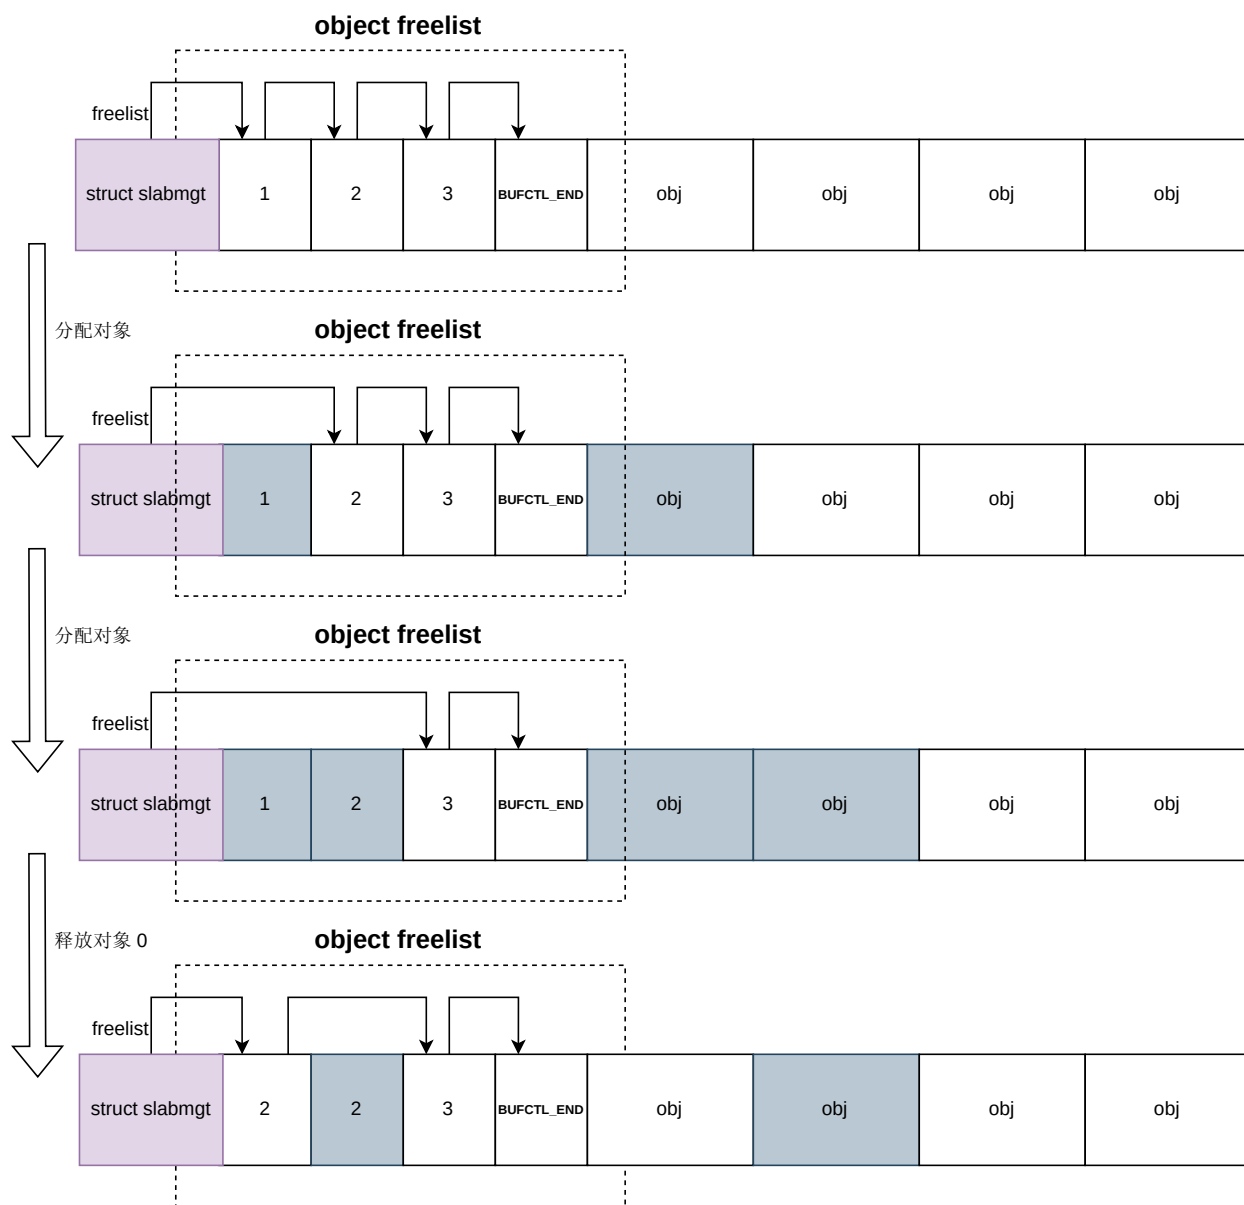 object freelist
freelist
struct slabmgt 1 2 3 BUFCTL_END obj obj obj obj
分配对象
object freelist
freelist
struct slabmgt 1 2 3 BUFCTL_END obj obj obj obj
分配对象
object freelist
freelist
struct slabmgt 1 2 3 BUFCTL_END obj obj obj obj
释放对象 0
object freelist
freelist
struct slabmgt 2 2 3 BUFCTL_END obj obj obj obj